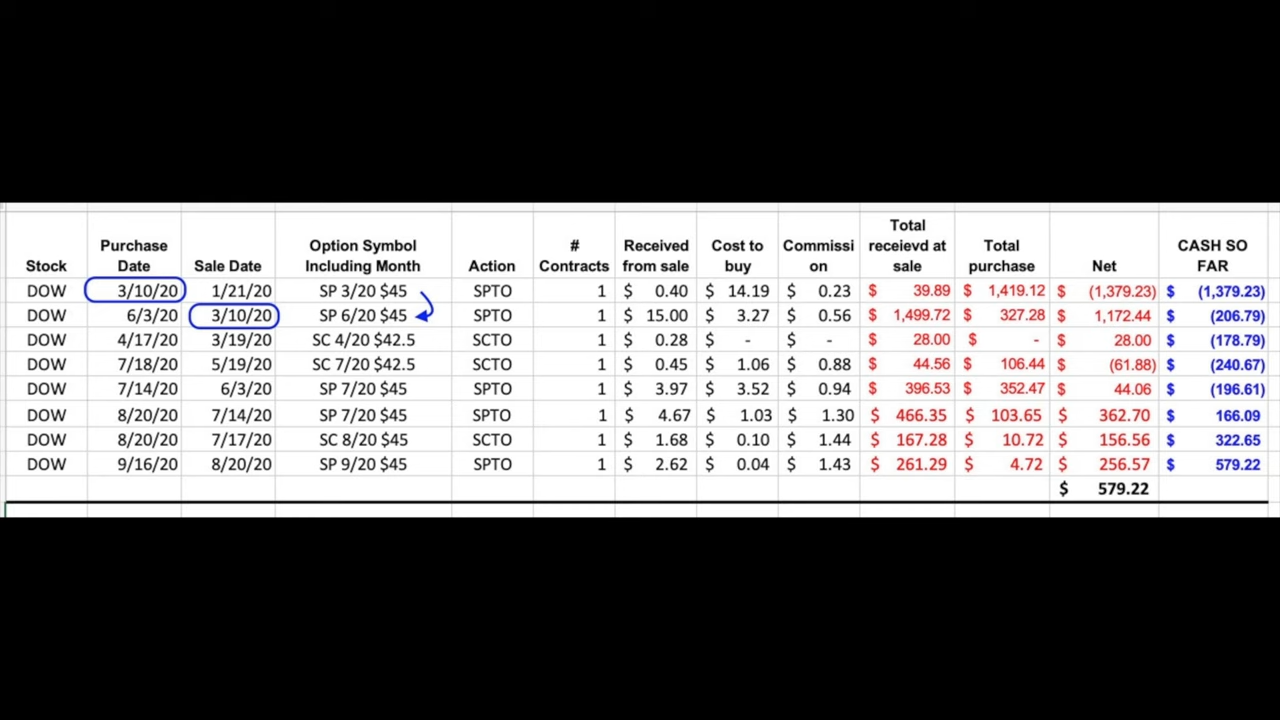 Stock Purchase Date Sale Date Option Symbol Including Month Action # Contracts Received from sale Cost to buy Commissi on Total receievd at sale Total purchase Net CASH SO FAR
DOW 3/10/20 1/21/20 SP 3/20 $45 SPTO 1 $ 0.40 $ 14.19 $ 0.23 $ 39.89 $ 1,419.12 $ (1,379.23) $ (1,379.23)
DOW 6/3/20 3/10/20 SP 6/20 $45 SPTO 1 $ 15.00 $ 3.27 $ 0.56 $ 1,499.72 $ 327.28 $ 1,172.44 $ (206.79)
DOW 4/17/20 3/19/20 SC 4/20 $42.5 SCTO 1 $ 0.28 $ - $ - $ 28.00 $ - $ 28.00 $ (178.79)
DOW 7/18/20 5/19/20 SC 7/20 $42.5 SCTO 1 $ 0.45 $ 1.06 $ 0.88 $ 44.56 $ 106.44 $ (61.88) $ (240.67)
DOW 7/14/20 6/3/20 SP 7/20 $45 SPTO 1 $ 3.97 $ 3.52 $ 0.94 $ 396.53 $ 352.47 $ 44.06 $ (196.61)
DOW 8/20/20 7/14/20 SP 7/20 $45 SPTO 1 $ 4.67 $ 1.03 $ 1.30 $ 466.35 $ 103.65 $ 362.70 $ 166.09
DOW 8/20/20 7/17/20 SC 8/20 $45 SCTO 1 $ 1.68 $ 0.10 $ 1.44 $ 167.28 $ 10.72 $ 156.56 $ 322.65
DOW 9/16/20 8/20/20 SP 9/20 $45 SPTO 1 $ 2.62 $ 0.04 $ 1.43 $ 261.29 $ 4.72 $ 256.57 $ 579.22
$ 579.22